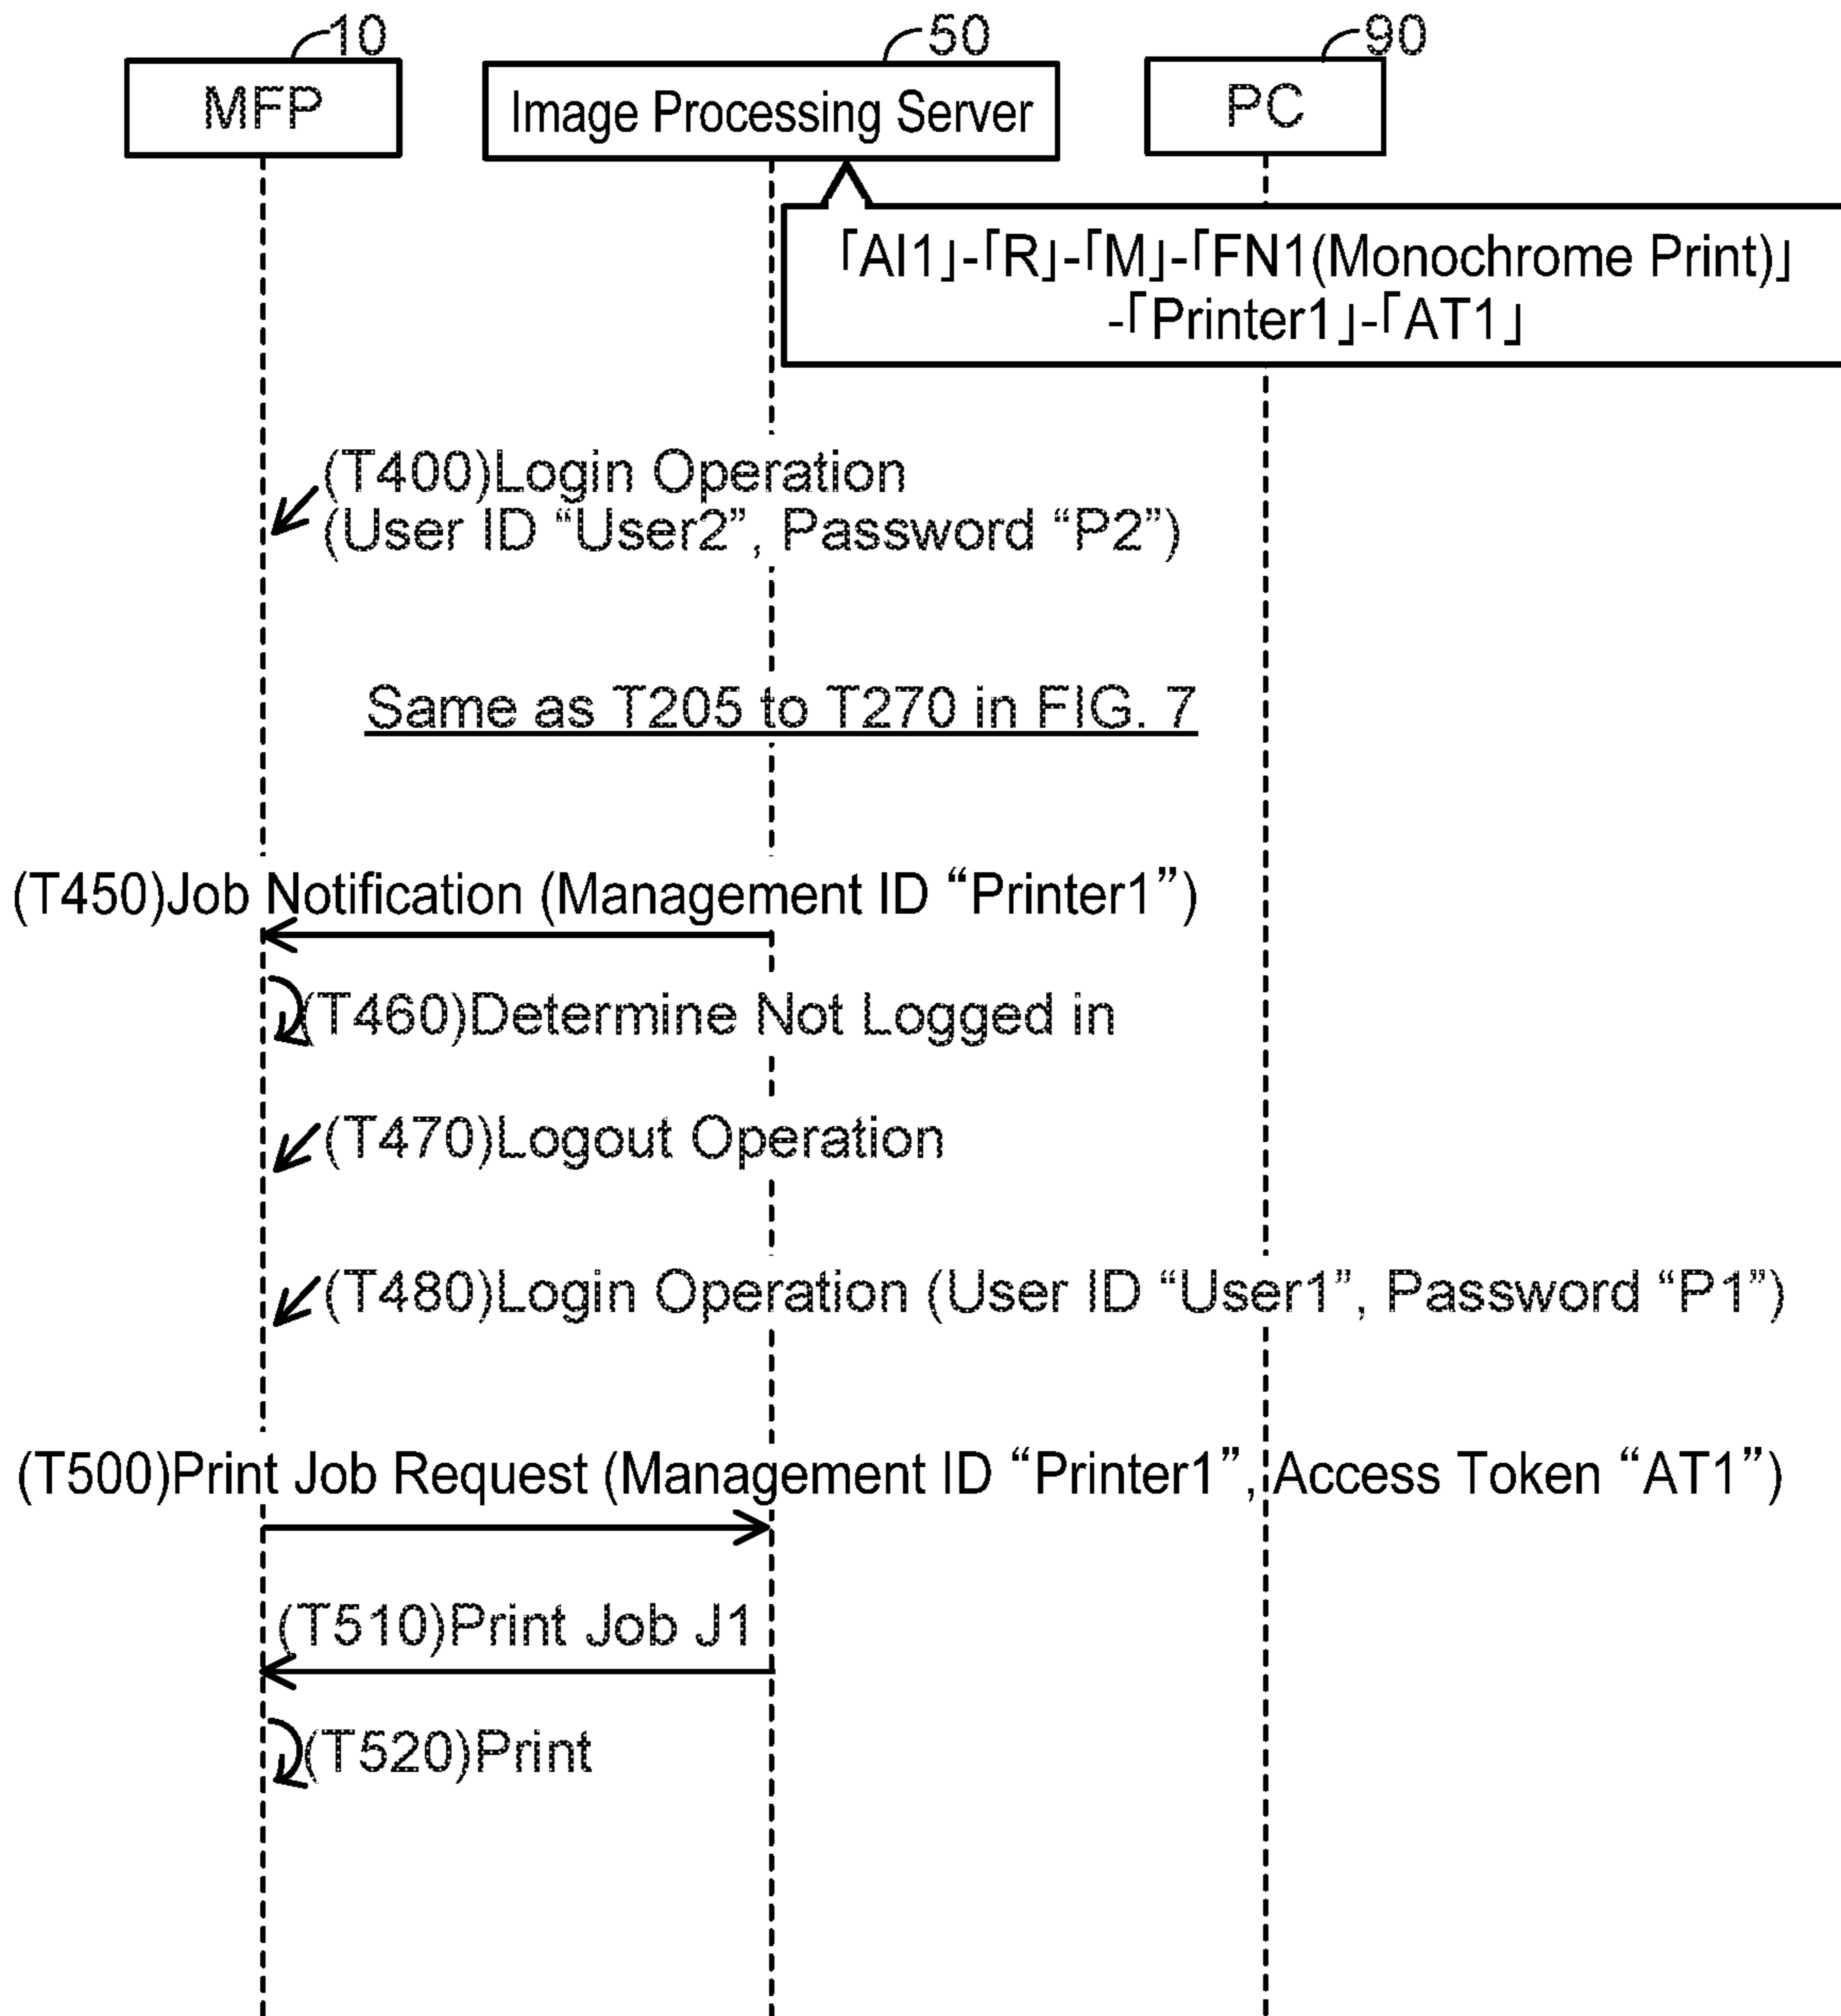 10
50
90
MFP
Image Processing Server
PC
「AI1」-「R」-「M」-「FN1(Monochrome Print)」
-「Printer1」-「AT1」
(T400)Login Operation
(User ID “User2”, Password “P2”)
Same as T205 to T270 in FIG. 7
(T450)Job Notification (Management ID “Printer1”)
(T460)Determine Not Logged in
(T470)Logout Operation
(T480)Login Operation (User ID “User1”, Password “P1”)
(T500)Print Job Request (Management ID “Printer1”, Access Token “AT1”)
(T510)Print Job J1
(T520)Print